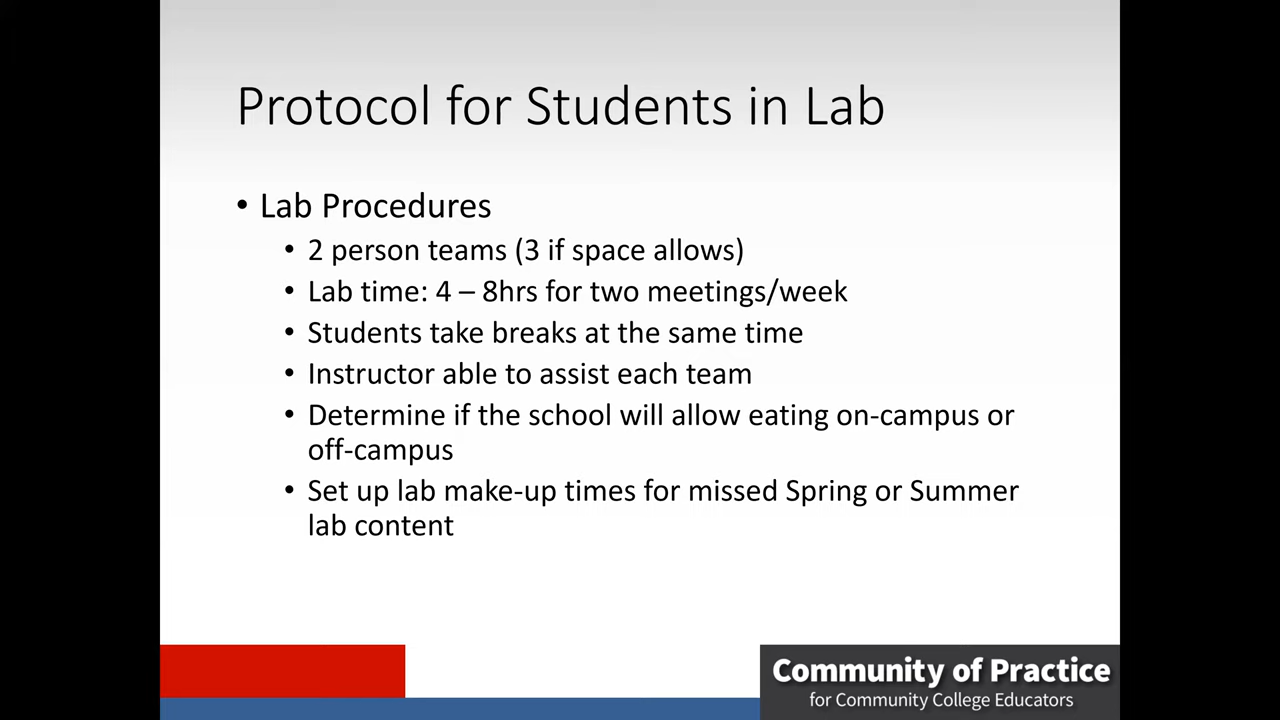 Protocol for Students in Lab
• Lab Procedures
• 2 person teams (3 if space allows)
• Lab time: 4 – 8hrs for two meetings/week
• Students take breaks at the same time
• Instructor able to assist each team
• Determine if the school will allow eating on-campus or
off-campus
• Set up lab make-up times for missed Spring or Summer
lab content
Community of Practice
for Community College Educators